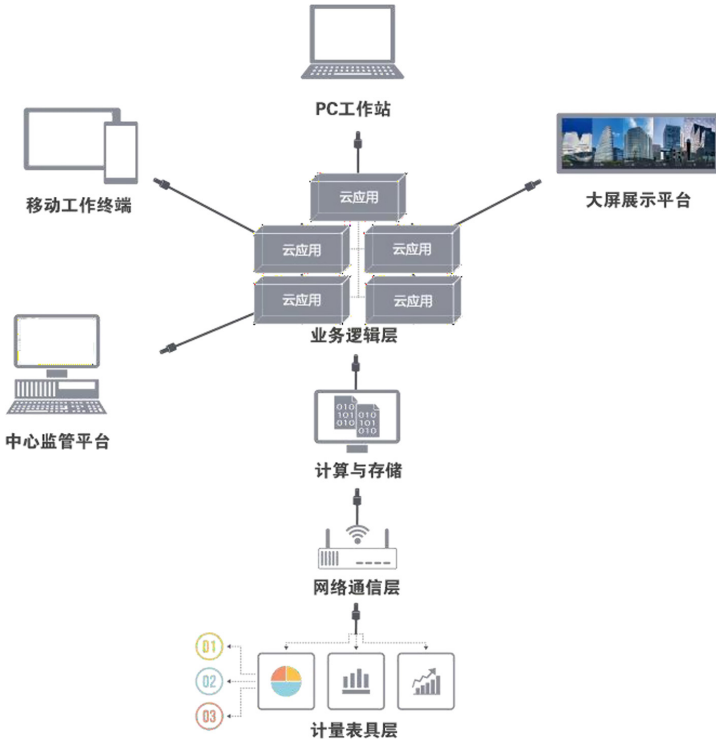 PC工作站
移动工作终端
大屏展示平台
云应用
云应用
云应用
云应用
云应用
业务逻辑层
中心监管平台
010
101
010
010
101
010
计算与存储
网络通信层
01
02
03
计量表具层